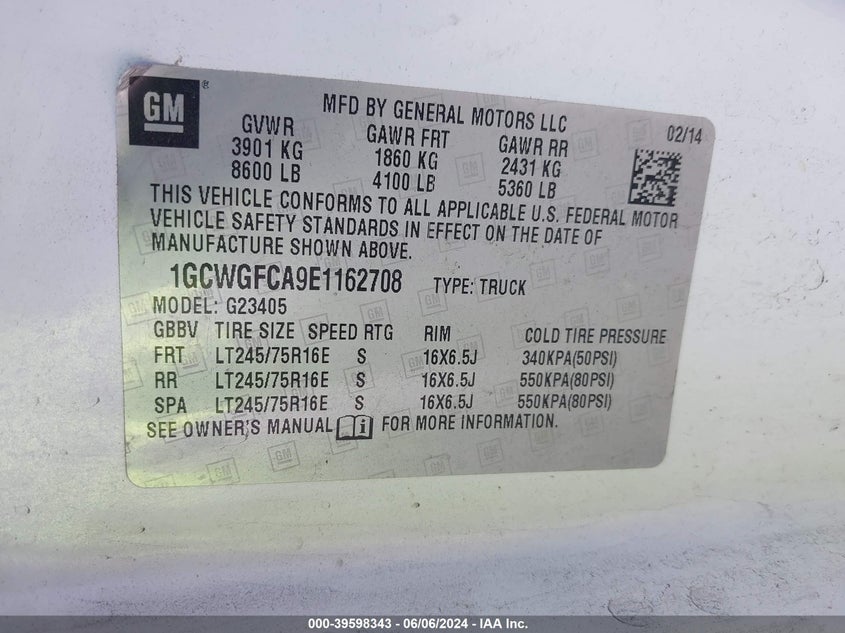 GM ®
MFD BY GENERAL MOTORS LLC
02/14
GVWR GAWR FRT GAWR RR
3901 KG 1860 KG 2431 KG
8600 LB 4100 LB 5360 LB
THIS VEHICLE CONFORMS TO ALL APPLICABLE U.S. FEDERAL MOTOR
VEHICLE SAFETY STANDARDS IN EFFECT ON THE DATE OF
MANUFACTURE SHOWN ABOVE.
1GCWGFCA9E1162708 TYPE: TRUCK
MODEL: G23405
GBBV TIRE SIZE SPEED RTG RIM COLD TIRE PRESSURE
FRT LT245/75R16E S 16X6.5J 340KPA(50PSI)
RR LT245/75R16E S 16X6.5J 550KPA(80PSI)
SPA LT245/75R16E S 16X6.5J 550KPA(80PSI)
SEE OWNER'S MANUAL i FOR MORE INFORMATION.
000-39598343 - 06/06/2024 - IAA Inc.